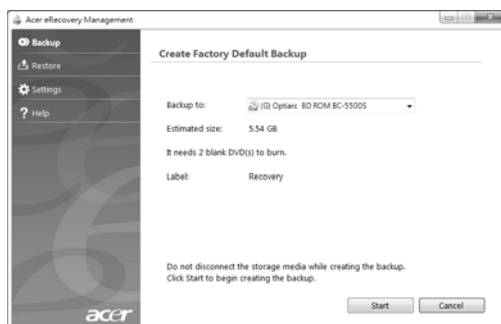 Acer eRecovery Management
Backup
Restore
Settings
Help
Create Factory Default Backup
Backup to: (G) Optiarc BD ROM BC-5500S
Estimated size: 5.54 GB
It needs 2 blank DVD(s) to burn.
Label: Recovery
Do not disconnect the storage media while creating the backup.
Click Start to begin creating the backup.
Start Cancel
acer